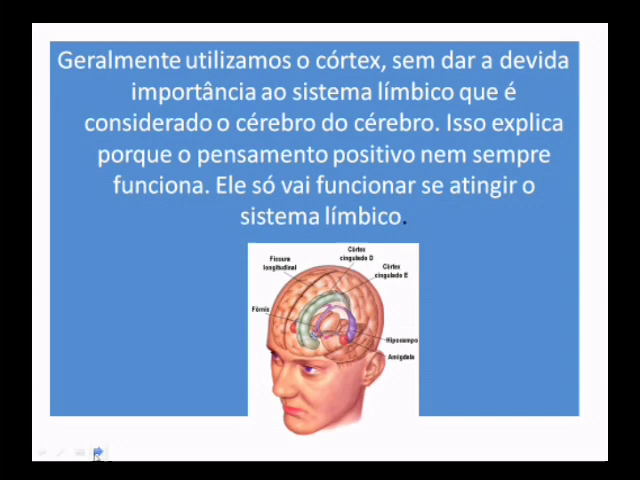 Geralmente utilizamos o córtex, sem dar a devida
importância ao sistema límbico que é
considerado o cérebro do cérebro. Isso explica
porque o pensamento positivo nem sempre
funciona. Ele só vai funcionar se atingir o
sistema límbico.
Fissura
longitudinal
Córtex
cingulado D
Córtex
cingulado E
Fórnix
Hipocampo
Amígdala